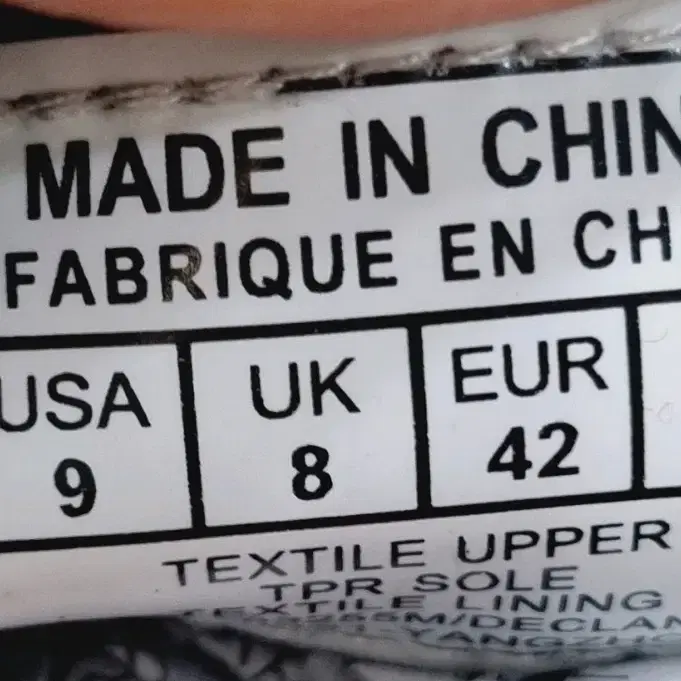 MADE IN CHIN
FABRIQUE EN CH
USA UK EUR
9 8 42
TEXTILE UPPER
TPR SOLE
TEXTILE LINING